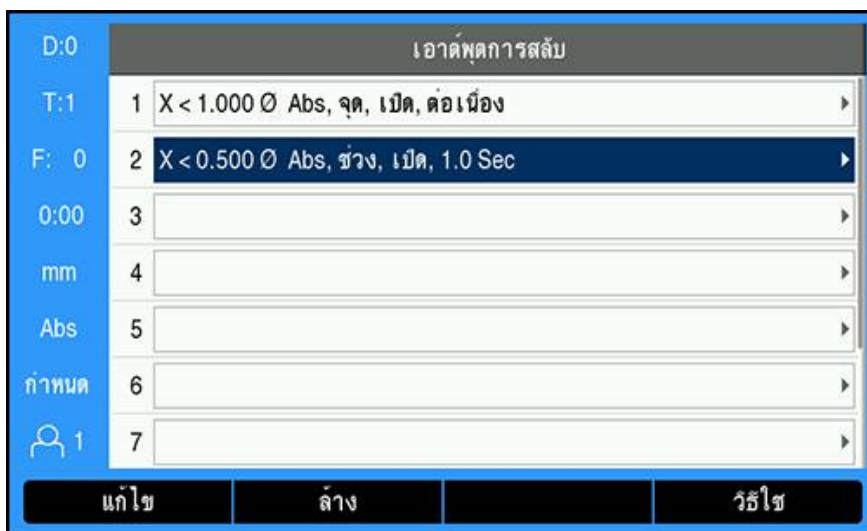 D:0
เอาต์พุตการสลับ
T:1
1 X < 1.000 Ø Abs, จุด, เปิด, ต่อเนื่อง
F: 0
2 X < 0.500 Ø Abs, ช่วง, เปิด, 1.0 Sec
0:00
3
mm
4
Abs
5
กำหนด
6
1
7
แก้ไข ล้าง วิธีใช้